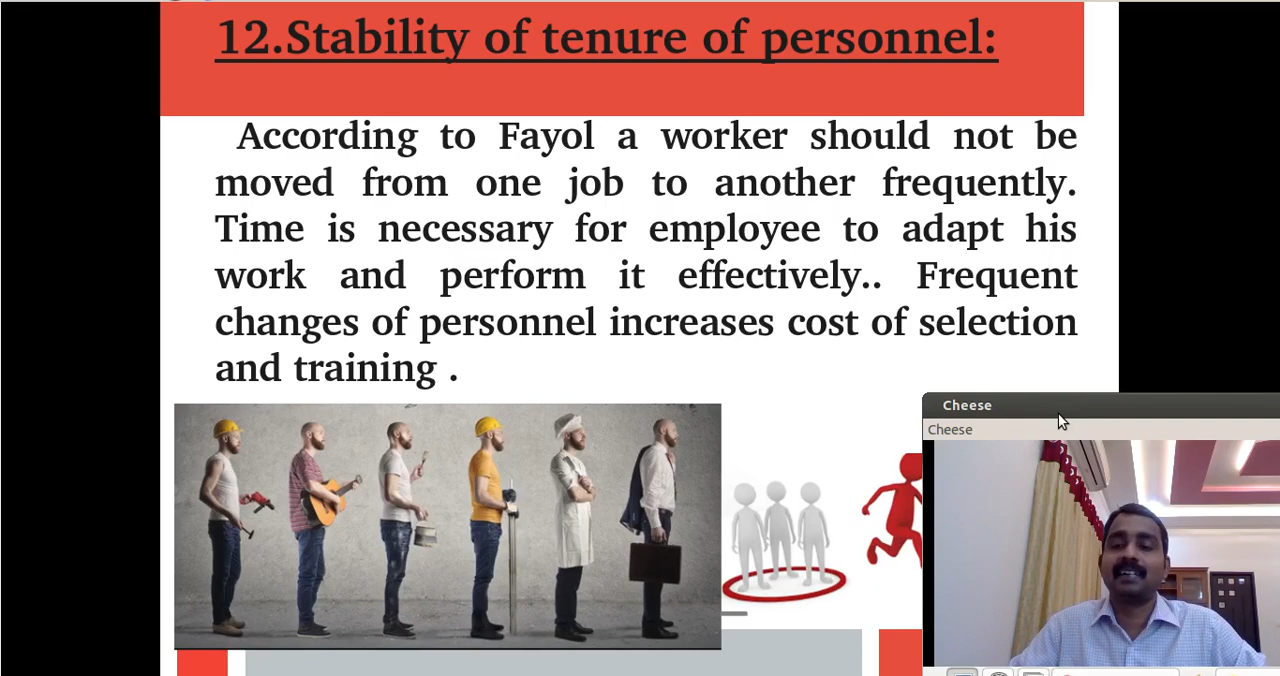 12.Stability of tenure of personnel:
According to Fayol a worker should not be
moved from one job to another frequently.
Time is necessary for employee to adapt his
work and perform it effectively.. Frequent
changes of personnel increases cost of selection
and training .
Cheese
Cheese